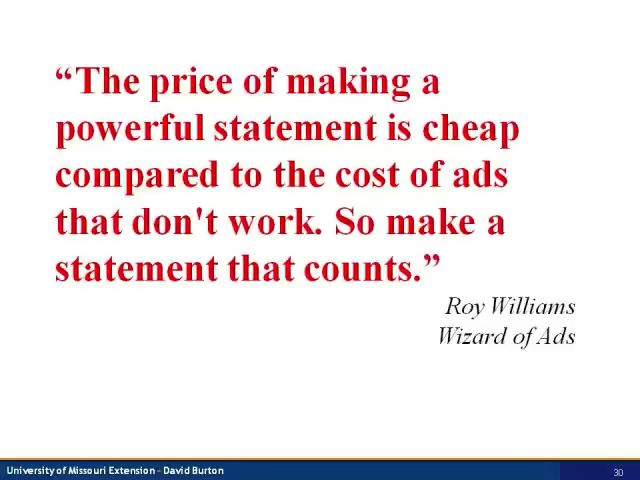 “The price of making a
powerful statement is cheap
compared to the cost of ads
that don't work. So make a
statement that counts.”
Roy Williams
Wizard of Ads
University of Missouri Extension – David Burton
30